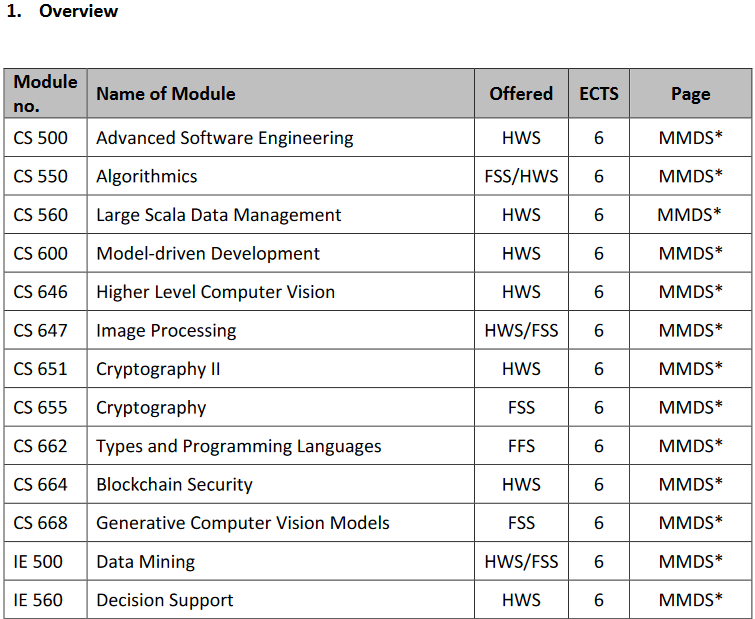 1. Overview
Module no. Name of Module Offered ECTS Page
CS 500 Advanced Software Engineering HWS 6 MMDS*
CS 550 Algorithmics FSS/HWS 6 MMDS*
CS 560 Large Scala Data Management HWS 6 MMDS*
CS 600 Model-driven Development HWS 6 MMDS*
CS 646 Higher Level Computer Vision HWS 6 MMDS*
CS 647 Image Processing HWS/FSS 6 MMDS*
CS 651 Cryptography II HWS 6 MMDS*
CS 655 Cryptography FSS 6 MMDS*
CS 662 Types and Programming Languages FFS 6 MMDS*
CS 664 Blockchain Security HWS 6 MMDS*
CS 668 Generative Computer Vision Models FSS 6 MMDS*
IE 500 Data Mining HWS/FSS 6 MMDS*
IE 560 Decision Support HWS 6 MMDS*